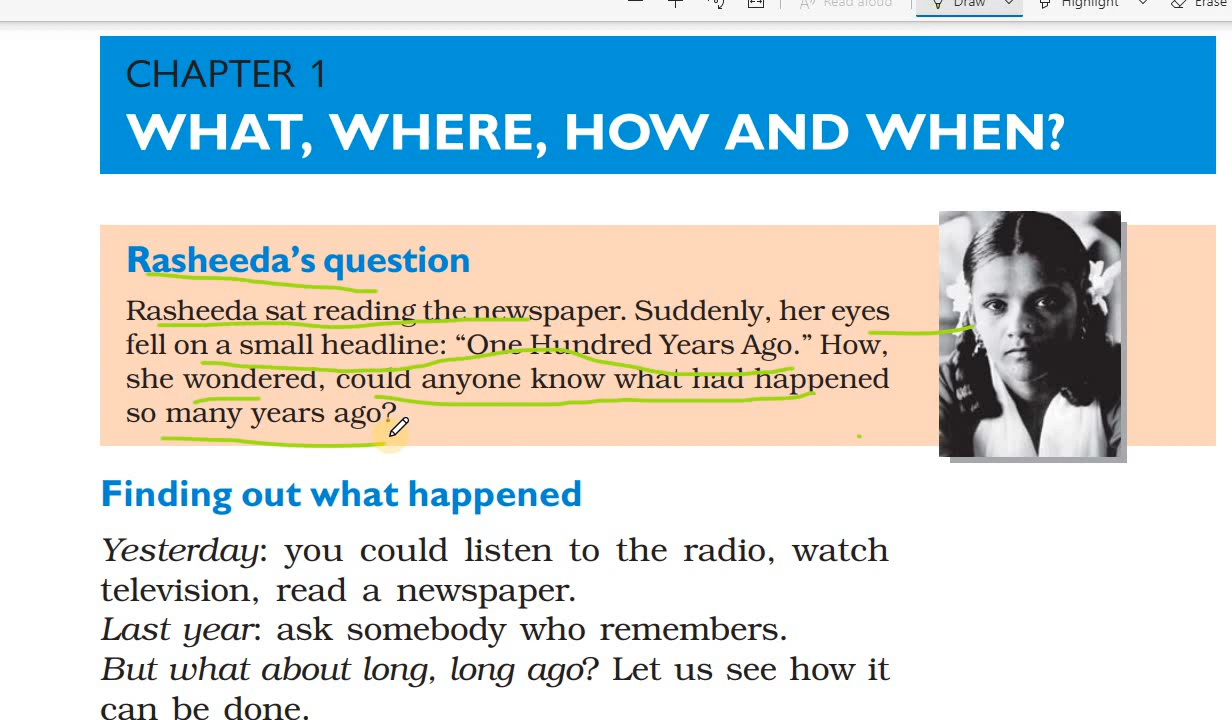 Read aloud
Draw
Highlight
Erase
CHAPTER 1
WHAT, WHERE, HOW AND WHEN?
Rasheeda’s question
Rasheeda sat reading the newspaper. Suddenly, her eyes
fell on a small headline: “One Hundred Years Ago.” How,
she wondered, could anyone know what had happened
so many years ago?
Finding out what happened
Yesterday: you could listen to the radio, watch
television, read a newspaper.
Last year: ask somebody who remembers.
But what about long, long ago? Let us see how it
can be done.